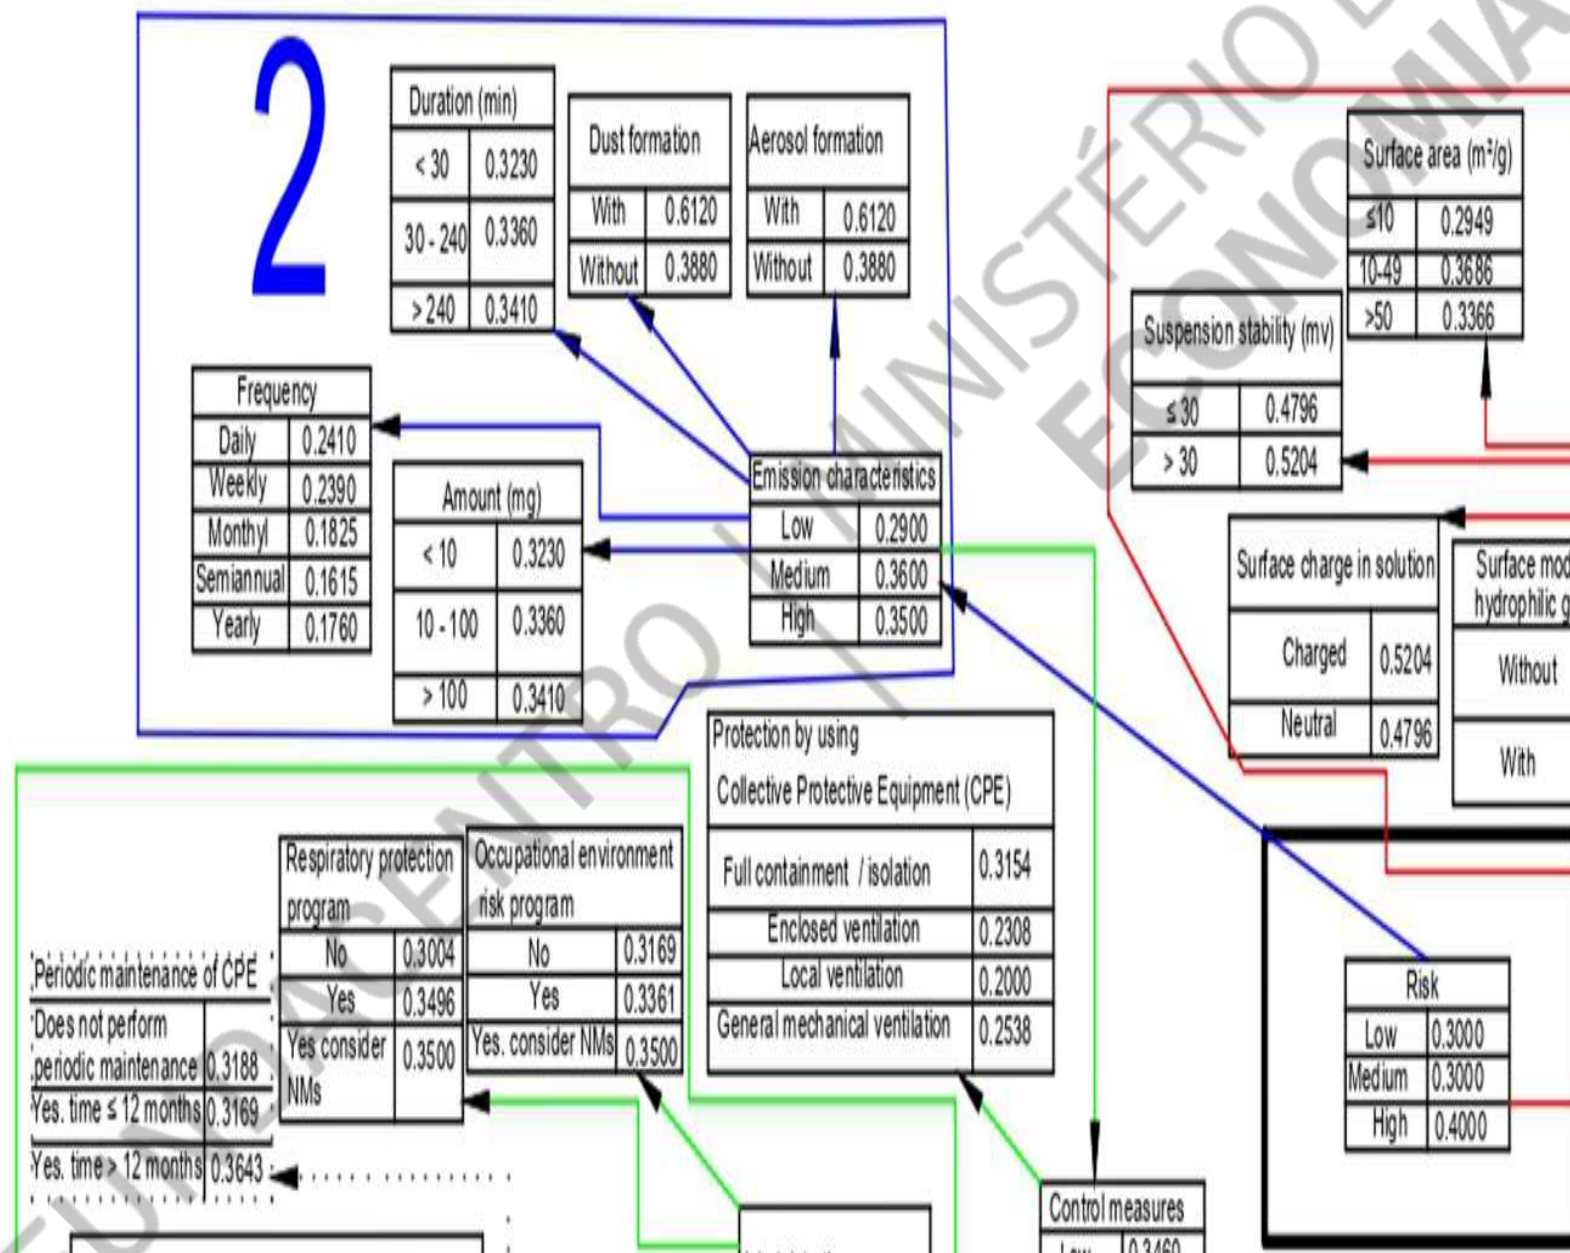 2
Duration (min)
< 30 0.3230
30 - 240 0.3360
> 240 0.3410
Dust formation
With 0.6120
Without 0.3880
Aerosol formation
With 0.6120
Without 0.3880
Surface area (m²/g)
≤10 0.2949
10-49 0.3686
>50 0.3366
Suspension stability (mv)
≤ 30 0.4796
> 30 0.5204
Frequency
Daily 0.2410
Weekly 0.2390
Monthyl 0.1825
Semiannual 0.1615
Yearly 0.1760
Amount (mg)
< 10 0.3230
10 - 100 0.3360
> 100 0.3410
Emission characteristics
Low 0.2900
Medium 0.3600
High 0.3500
Surface charge in solution
Charged 0.5204
Neutral 0.4796
Surface mod
hydrophilic g
Without
With
Protection by using
Collective Protective Equipment (CPE)
Full containment / isolation 0.3154
Enclosed ventilation 0.2308
Local ventilation 0.2000
General mechanical ventilation 0.2538
Respiratory protection
program
No 0.3004
Yes 0.3496
Yes consider 0.3500
NMs
Occupational environment
risk program
No 0.3169
Yes 0.3361
Yes. consider NMs 0.3500
Periodic maintenance of CPE
Does not perform
periodic maintenance 0.3188
Yes. time ≤ 12 months 0.3169
Yes. time > 12 months 0.3643
Risk
Low 0.3000
Medium 0.3000
High 0.4000
Control measures
Low 0.3460
FUNDACENTRO | MINISTÉRIO
ECONOMIA